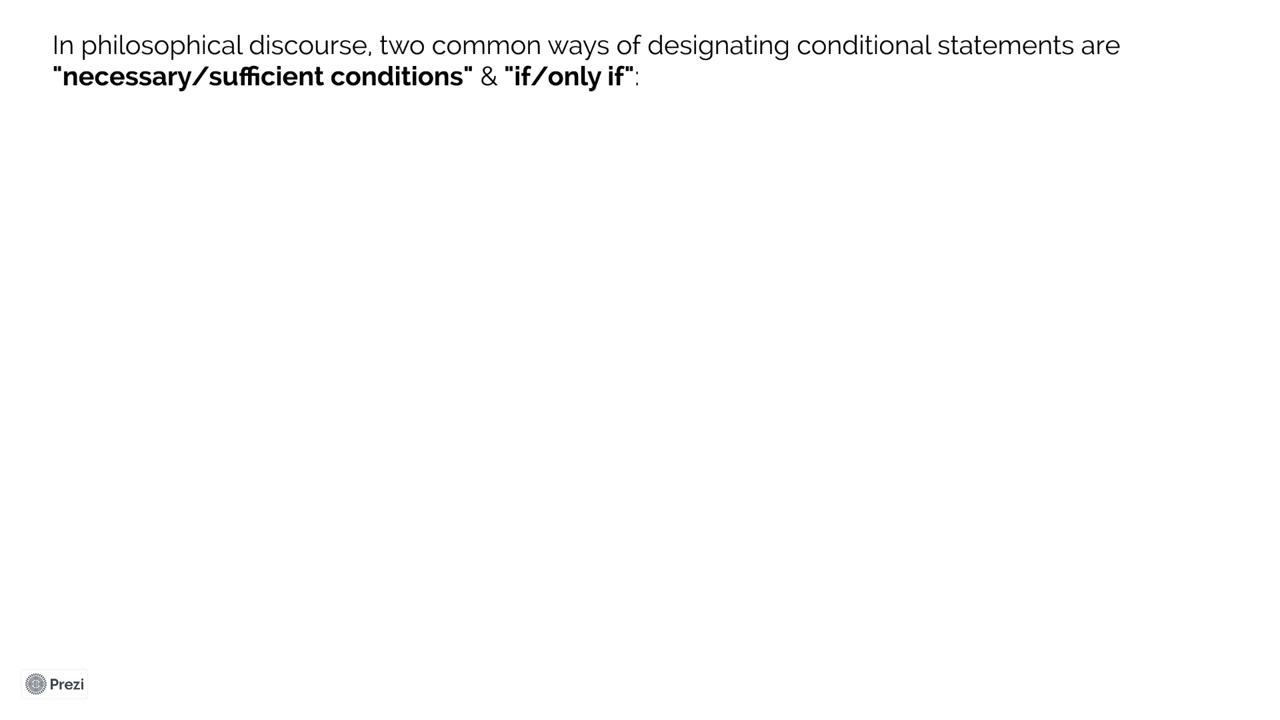 In philosophical discourse, two common ways of designating conditional statements are
"necessary/sufficient conditions" & "if/only if":
Prezi